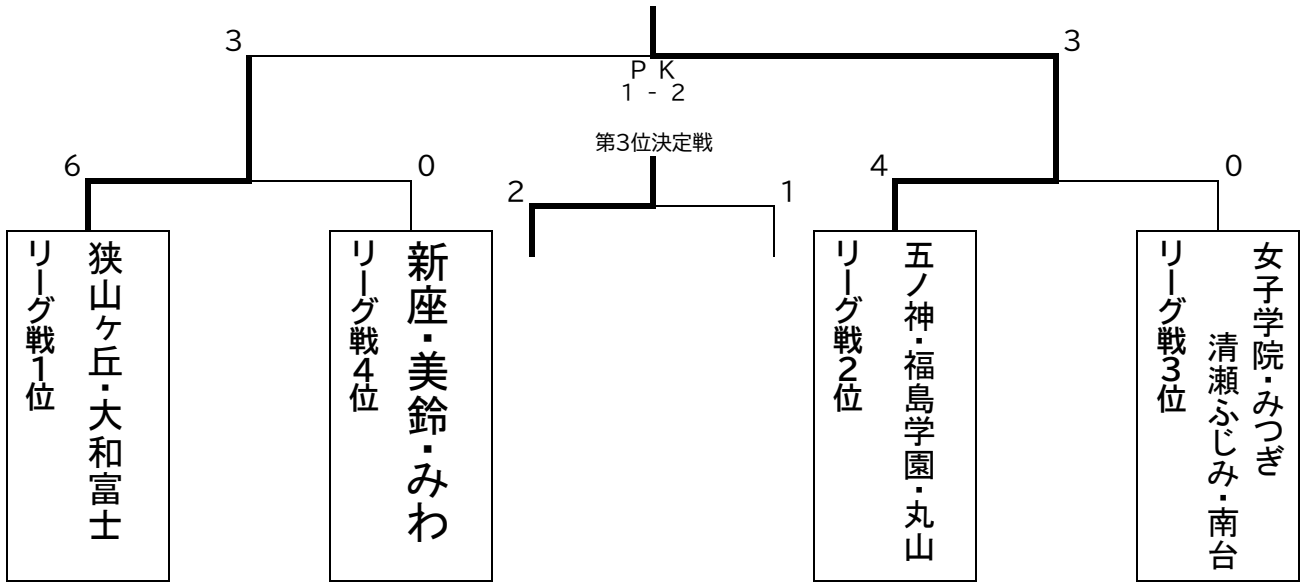 3
3
P K
1 - 2
第3位決定戦
6
0
2
1
4
0
リーグ戦1位
狭山ヶ丘・大和富士
リーグ戦4位
新座・美鈴・みわ
リーグ戦2位
五ノ神・福島学園・丸山
リーグ戦3位
女子学院・みつぎ
清瀬ふじみ・南台